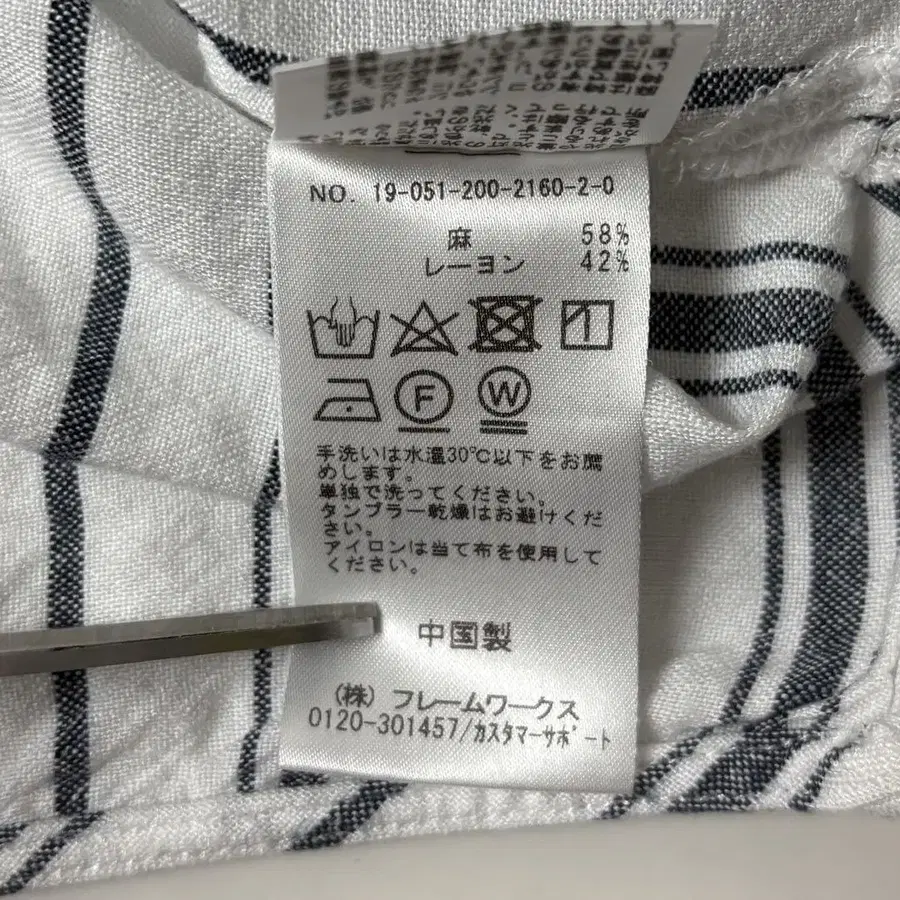 NO. 19-051-200-2160-2-0
麻 58%
レーヨン 42%
F W
手洗いは水温30℃以下をお薦
めします。
単独で洗ってください。
タンブラー乾燥はお避けくだ
さい。
アイロンは当て布を使用して
ください。
中国製
(株) フレームワークス
0120-301457/カスタマーサポート